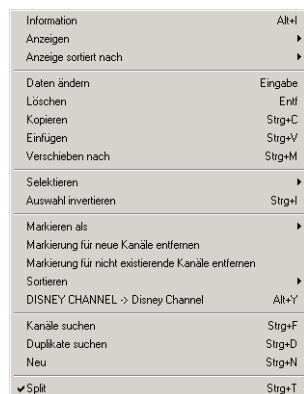 Information Alt+I
Anzeigen
Anzeige sortiert nach
Daten ändern Eingabe
Löschen Entf
Kopieren Strg+C
Einfügen Strg+V
Verschieben nach Strg+M
Selektieren
Auswahl invertieren Strg+I
Markieren als
Markierung für neue Kanäle entfernen
Markierung für nicht existierende Kanäle entfernen
Sortieren
DISNEY CHANNEL -> Disney Channel Alt+Y
Kanäle suchen Strg+F
Duplikate suchen Strg+D
Neu Strg+N
Split Strg+T